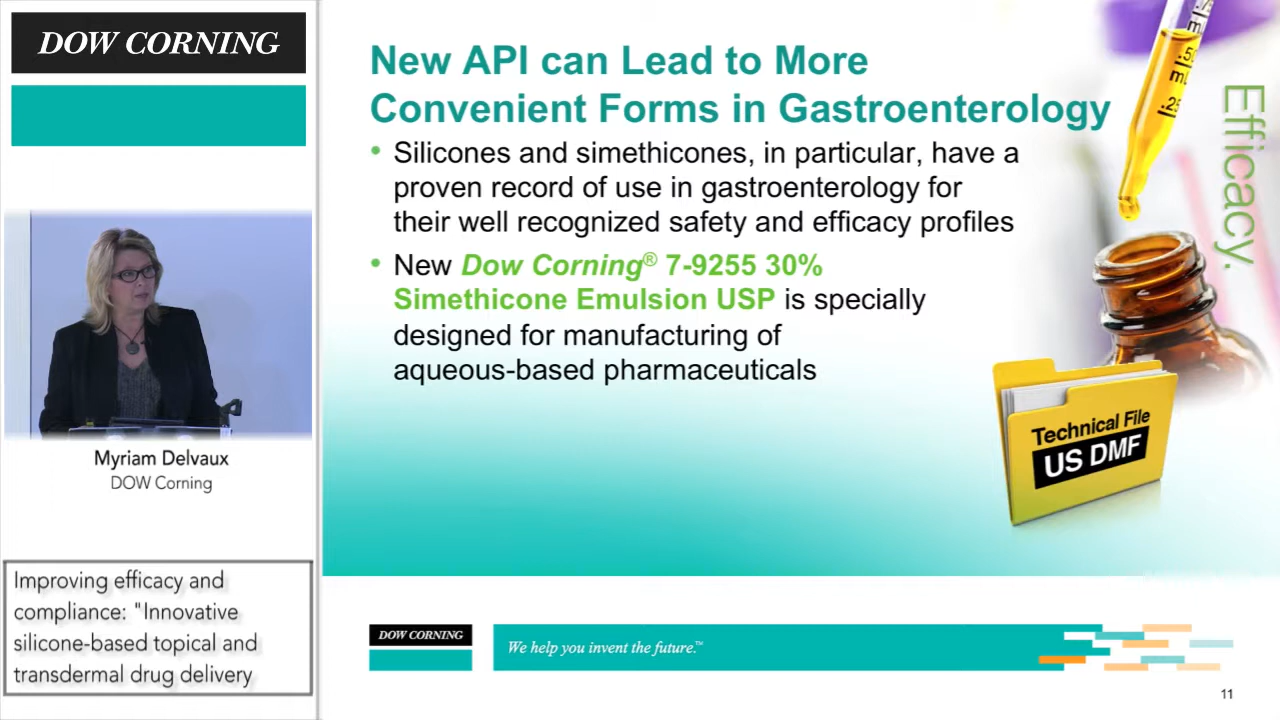 DOW CORNING
New API can Lead to More
Convenient Forms in Gastroenterology
• Silicones and simethicones, in particular, have a
proven record of use in gastroenterology for
their well recognized safety and efficacy profiles
• New Dow Corning® 7-9255 30%
Simethicone Emulsion USP is specially
designed for manufacturing of
aqueous-based pharmaceuticals
Efficacy.
mL
.50
mL
.25
Technical File
US DMF
Myriam Delvaux
DOW Corning
Improving efficacy and
compliance: "Innovative
silicone-based topical and
transdermal drug delivery
DOW CORNING
We help you invent the future.™
11